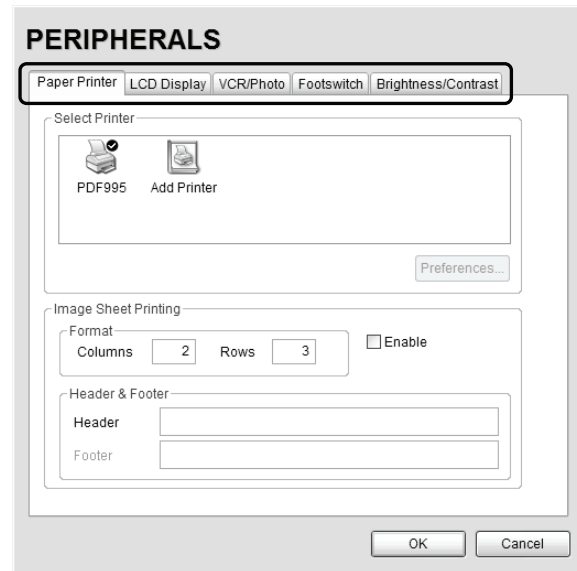 PERIPHERALS
Paper Printer LCD Display VCR/Photo Footswitch Brightness/Contrast
Select Printer
PDF995 Add Printer
Preferences...
Image Sheet Printing
Format
Columns 2 Rows 3 Enable
Header & Footer
Header
Footer
OK Cancel